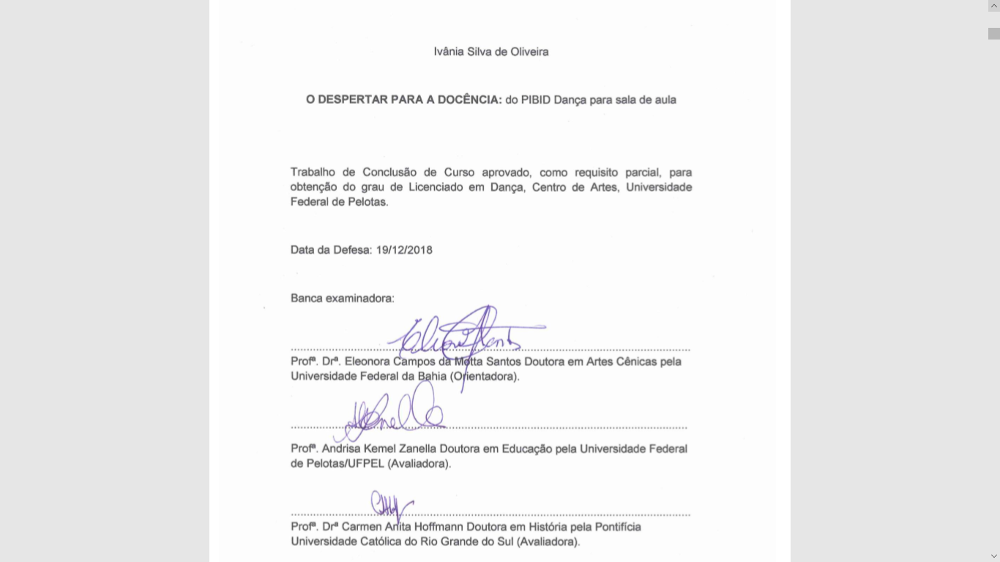 Ivânia Silva de Oliveira
O DESPERTAR PARA A DOCÊNCIA: do PIBID Dança para sala de aula
Trabalho de Conclusão de Curso aprovado, como requisito parcial, para
obtenção do grau de Licenciado em Dança, Centro de Artes, Universidade
Federal de Pelotas.
Data da Defesa: 19/12/2018
Banca examinadora:
Profª. Drª. Eleonora Campos da Motta Santos Doutora em Artes Cênicas pela
Universidade Federal da Bahia (Orientadora).
Profª. Andrisa Kemel Zanella Doutora em Educação pela Universidade Federal
de Pelotas/UFPEL (Avaliadora).
Profª. Drª Carmen Anita Hoffmann Doutora em História pela Pontifícia
Universidade Católica do Rio Grande do Sul (Avaliadora).